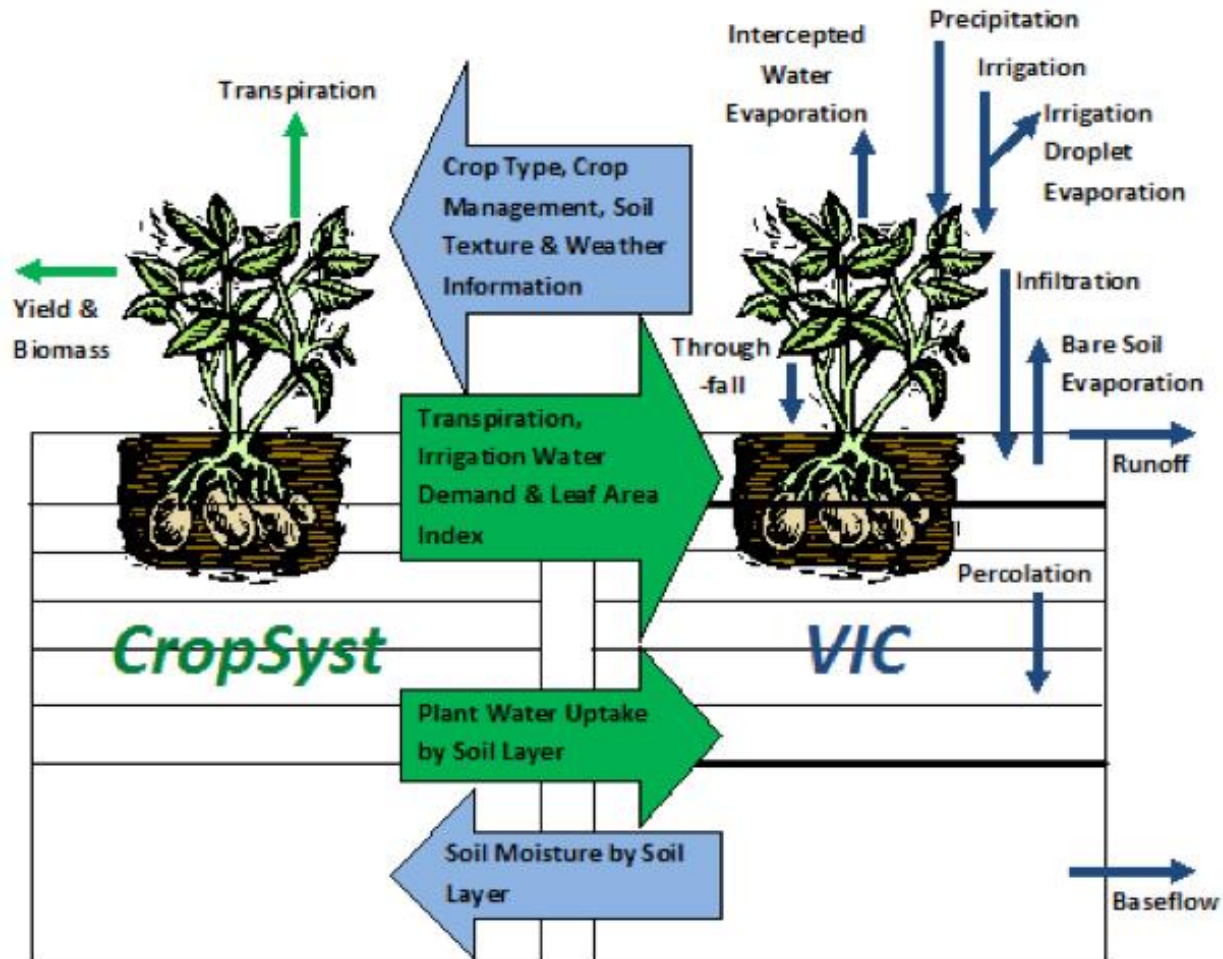 Transpiration
Yield &
Biomass
Crop Type, Crop
Management, Soil
Texture & Weather
Information
Transpiration,
Irrigation Water
Demand & Leaf Area
Index
CropSyst
Plant Water Uptake
by Soil Layer
Soil Moisture by Soil
Layer
Intercepted
Water
Evaporation
Precipitation
Irrigation
Irrigation
Droplet
Evaporation
Infiltration
Through
-fall
Bare Soil
Evaporation
Runoff
Percolation
VIC
Baseflow